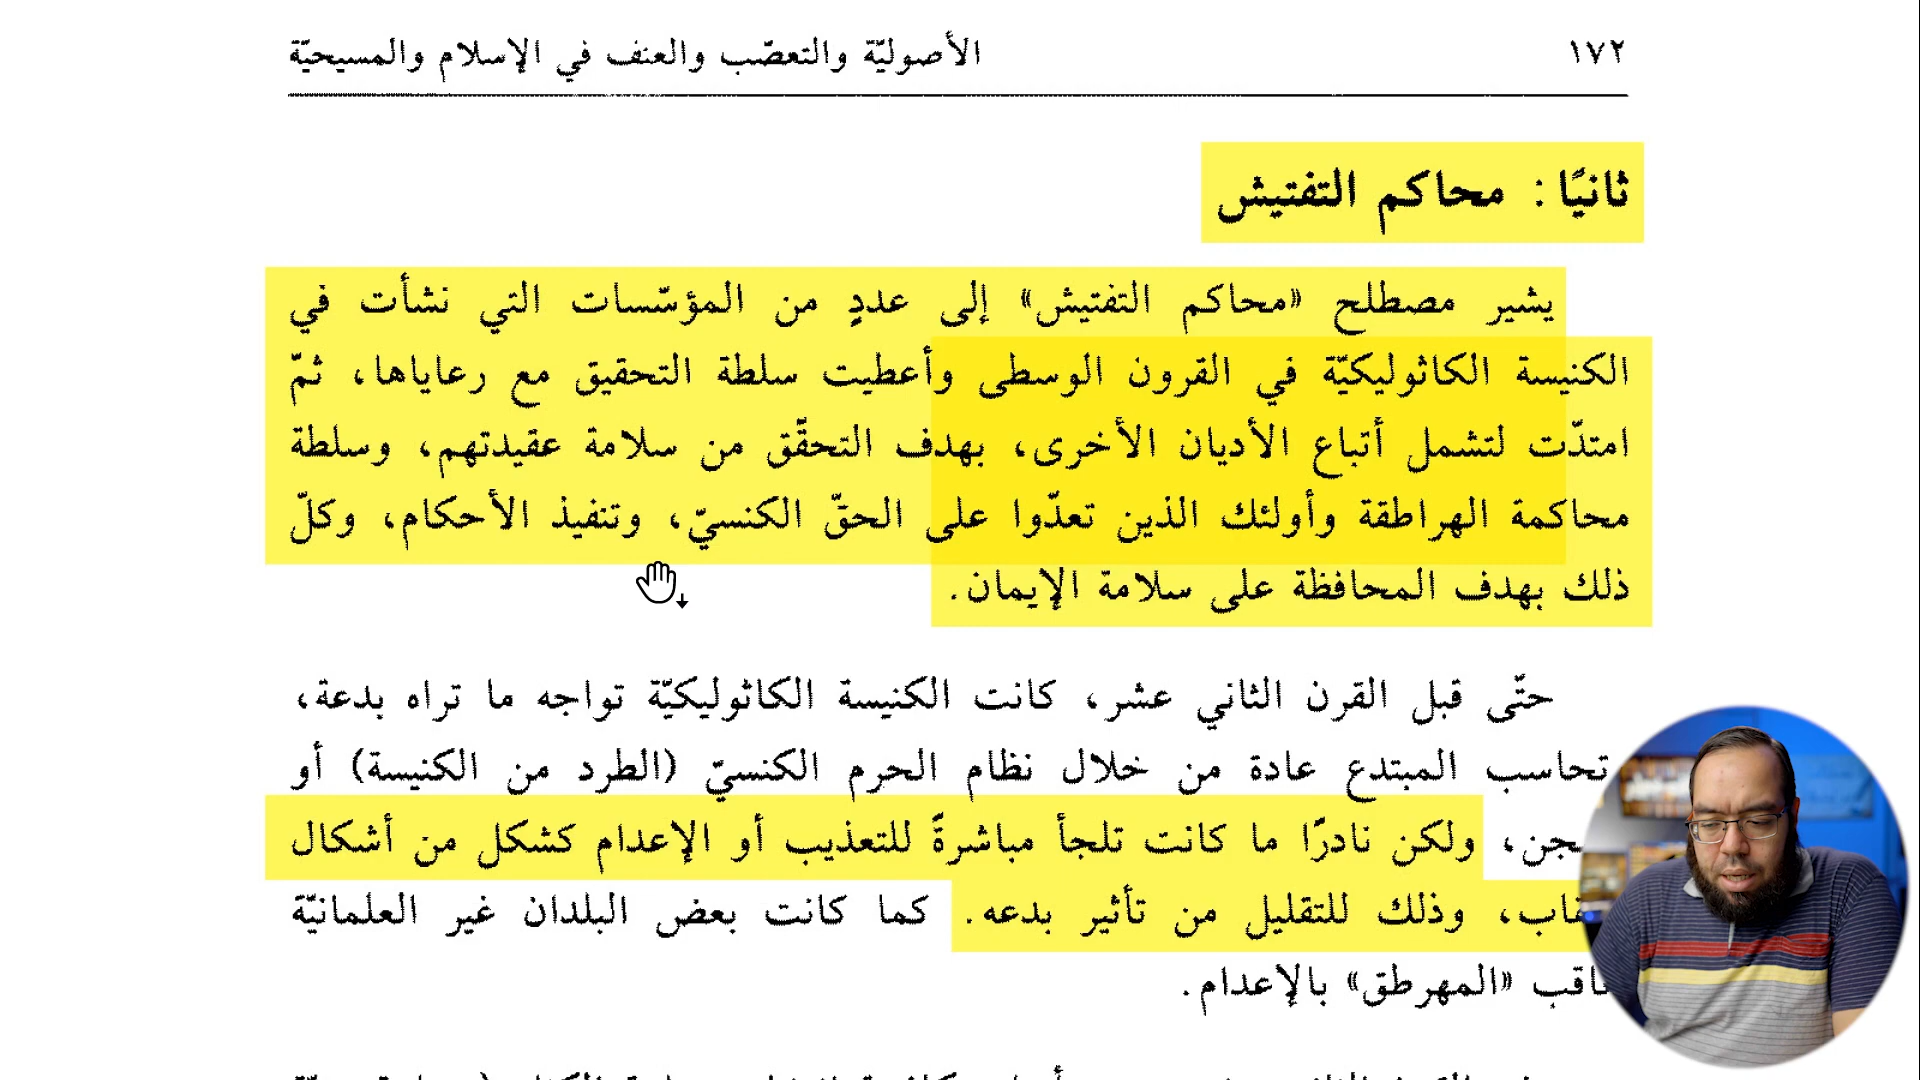 ١٧٢
الأصوليّة والتعصّب والعنف في الإسلام والمسيحيّة
ثانيًا : محاكم التفتيش
يشير مصطلح «محاكم التفتيش» إلى عددٍ من المؤسّسات التي نشأت في
الكنيسة الكاثوليكيّة في القرون الوسطى وأعطيت سلطة التحقيق مع رعاياها، ثمّ
امتدّت لتشمل أتباع الأديان الأخرى، بهدف التحقّق من سلامة عقيدتهم، وسلطة
محاكمة الهراطقة وأولئك الذين تعدّوا على الحقّ الكنسيّ، وتنفيذ الأحكام، وكلّ
ذلك بهدف المحافظة على سلامة الإيمان.
حتّى قبل القرن الثاني عشر، كانت الكنيسة الكاثوليكيّة تواجه ما تراه بدعة،
تحاسب المبتدع عادة من خلال نظام الحرم الكنسيّ (الطرد من الكنيسة) أو
ولكن نادرًا ما كانت تلجأ مباشرةً للتعذيب أو الإعدام كشكل من أشكال
وذلك للتقليل من تأثير بدعه. كما كانت بعض البلدان غير العلمانيّة
«المهرطق» بالإعدام.